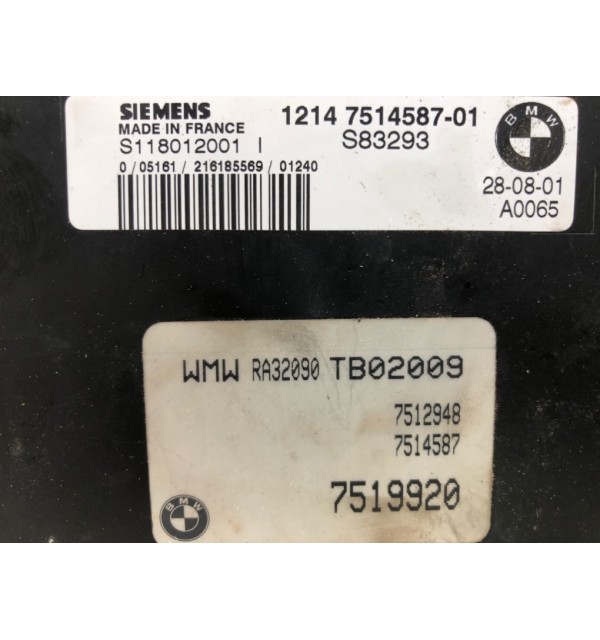 SIEMENS 1214 7514587-01
MADE IN FRANCE
S118012001 I S83293
0 / 05161 / 216185569 / 01240
BMW
28-08-01
A0065
WMW RA32090 TB02009
7512948
7514587
7519920
BMW